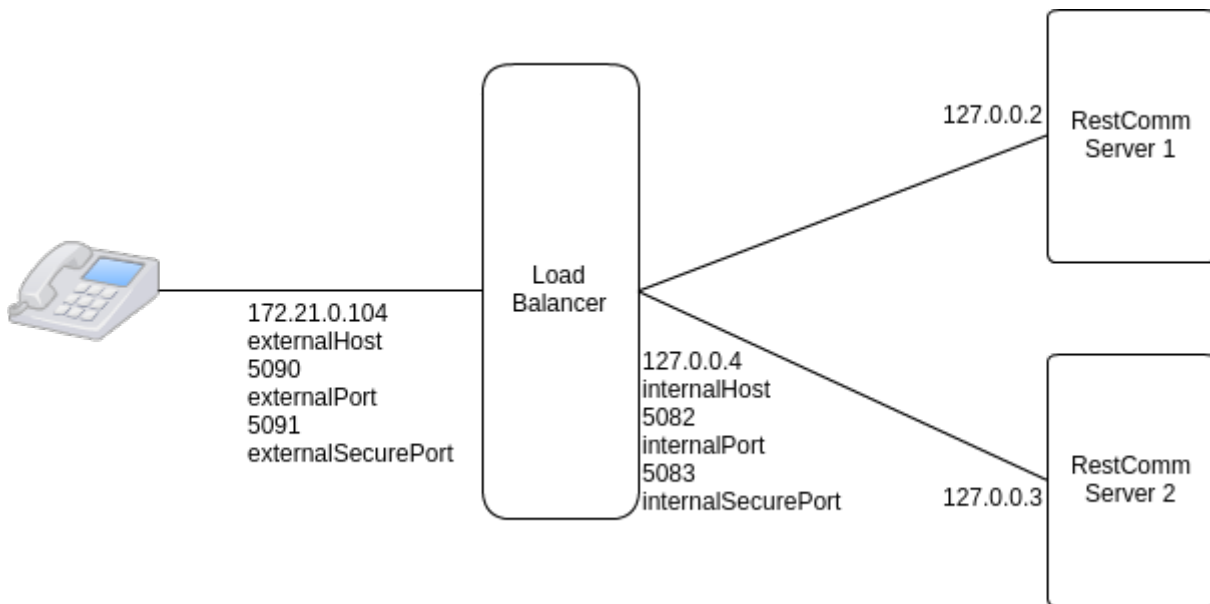 127.0.0.2
RestComm
Server 1
Load
Balancer
172.21.0.104
externalHost
5090
externalPort
5091
externalSecurePort
127.0.0.4
internalHost
5082
internalPort
5083
internalSecurePort
RestComm
Server 2
127.0.0.3